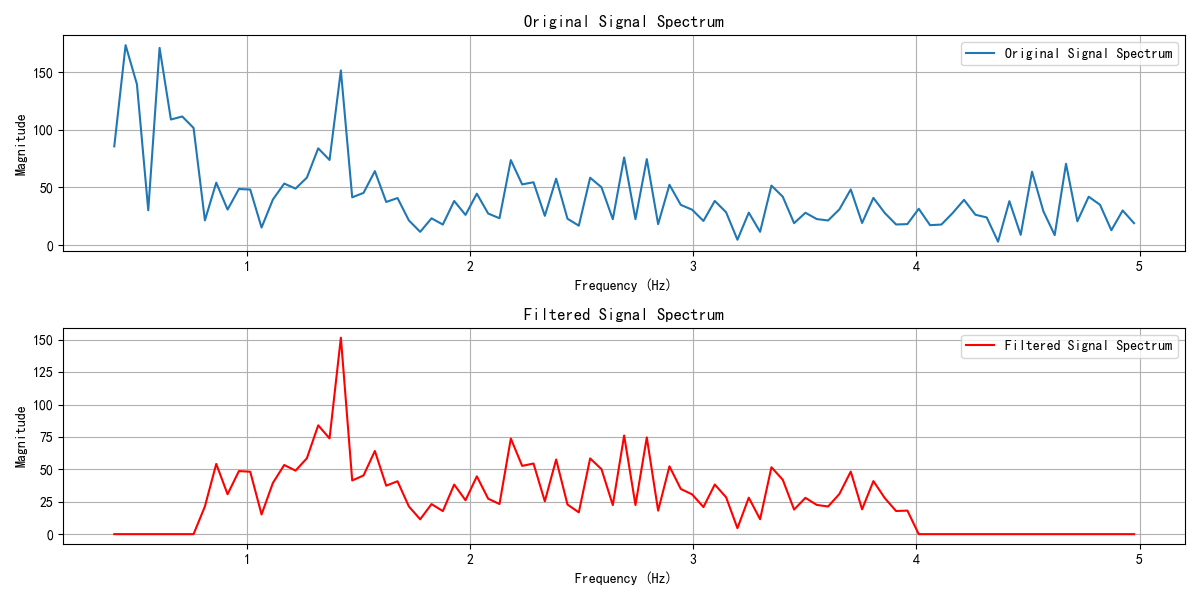 Original Signal Spectrum
Original Signal Spectrum
Magnitude
150
100
50
0
1 2 3 4 5
Frequency (Hz)
Filtered Signal Spectrum
Filtered Signal Spectrum
Magnitude
150
125
100
75
50
25
0
1 2 3 4 5
Frequency (Hz)